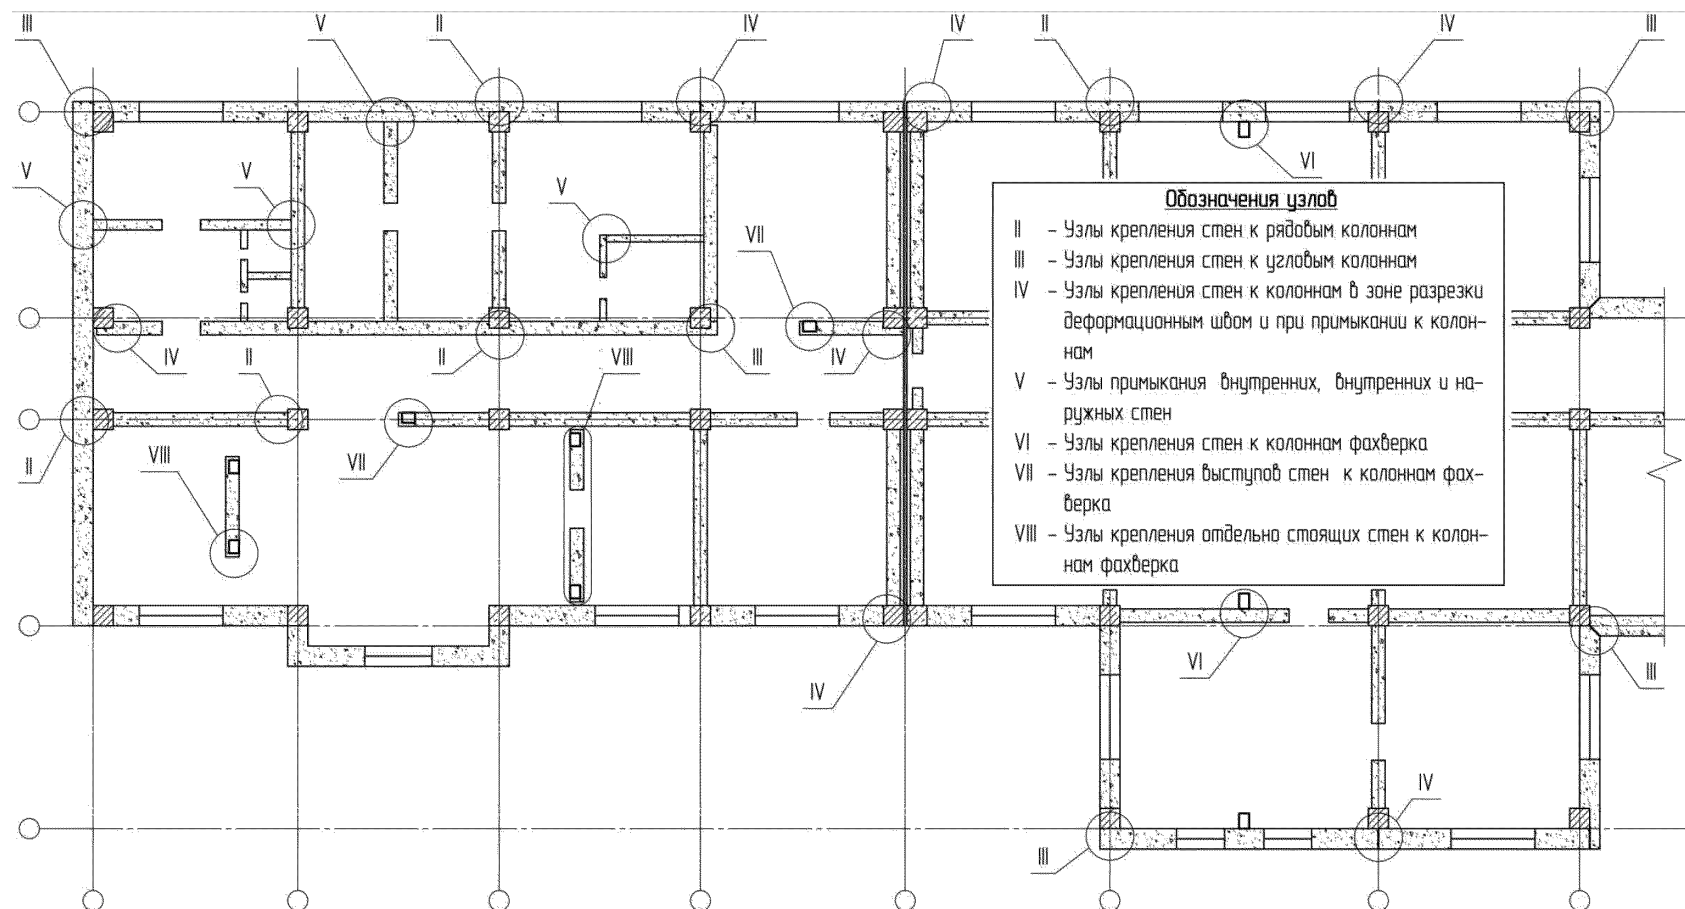 III V II IV IV II IV III
VI
V V V
VII
Обозначения узлов
II – Узлы крепления стен к рядовым колоннам
III – Узлы крепления стен к угловым колоннам
IV – Узлы крепления стен к колоннам в зоне разрезки
деформационным швом и при примыкании к колон-
нам
V – Узлы примыкания внутренних, внутренних и на-
ружных стен
VI – Узлы крепления стен к колоннам фахверка
VII – Узлы крепления выступов стен к колоннам фах-
верка
VIII – Узлы крепления отдельно стоящих стен к колон-
нам фахверка
IV II II VIII III IV
II VIII VII
VI III
IV
IV
III